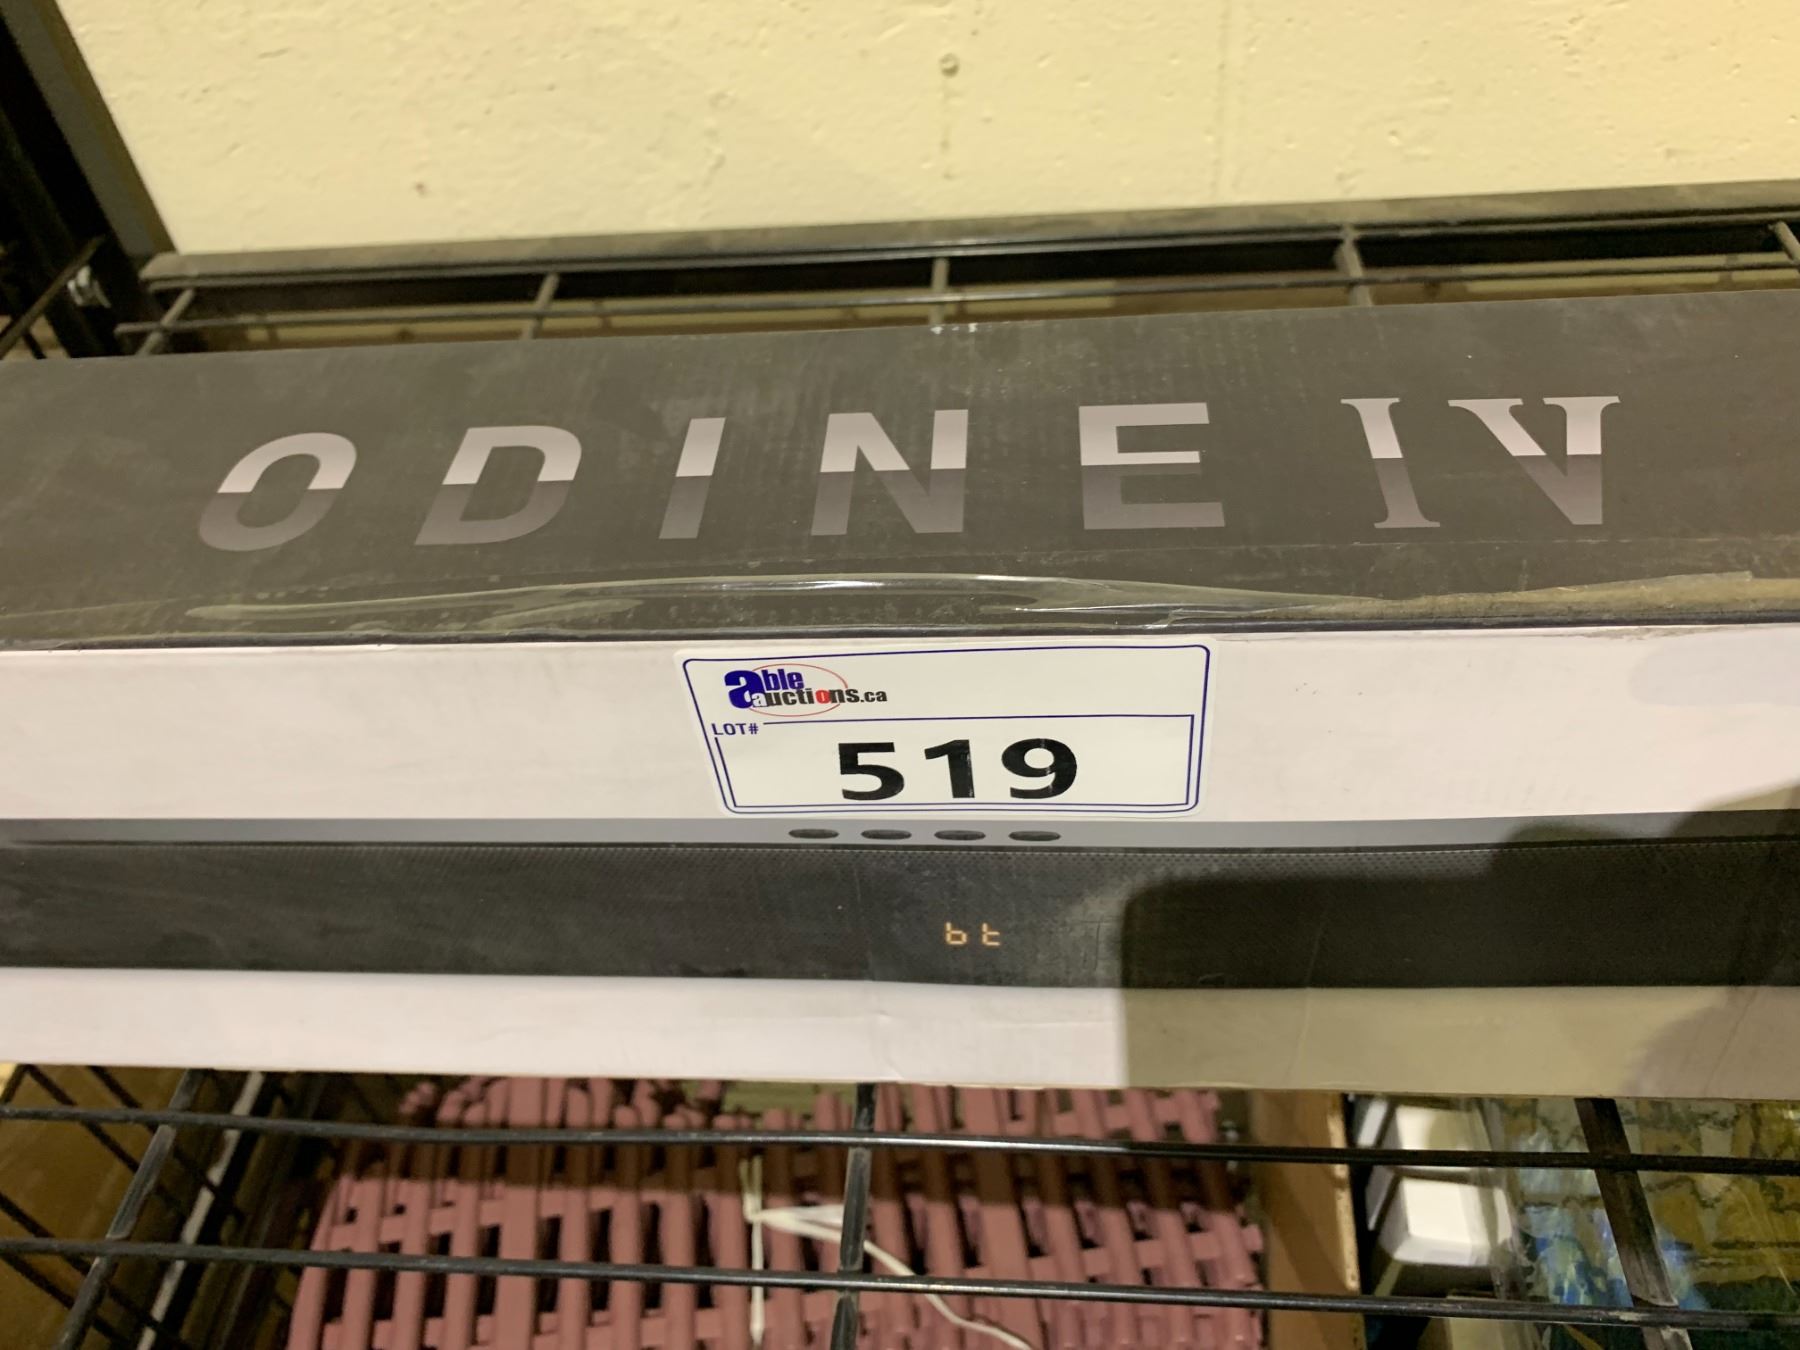 ODINE IV
able auctions.ca
LOT#
519
bt